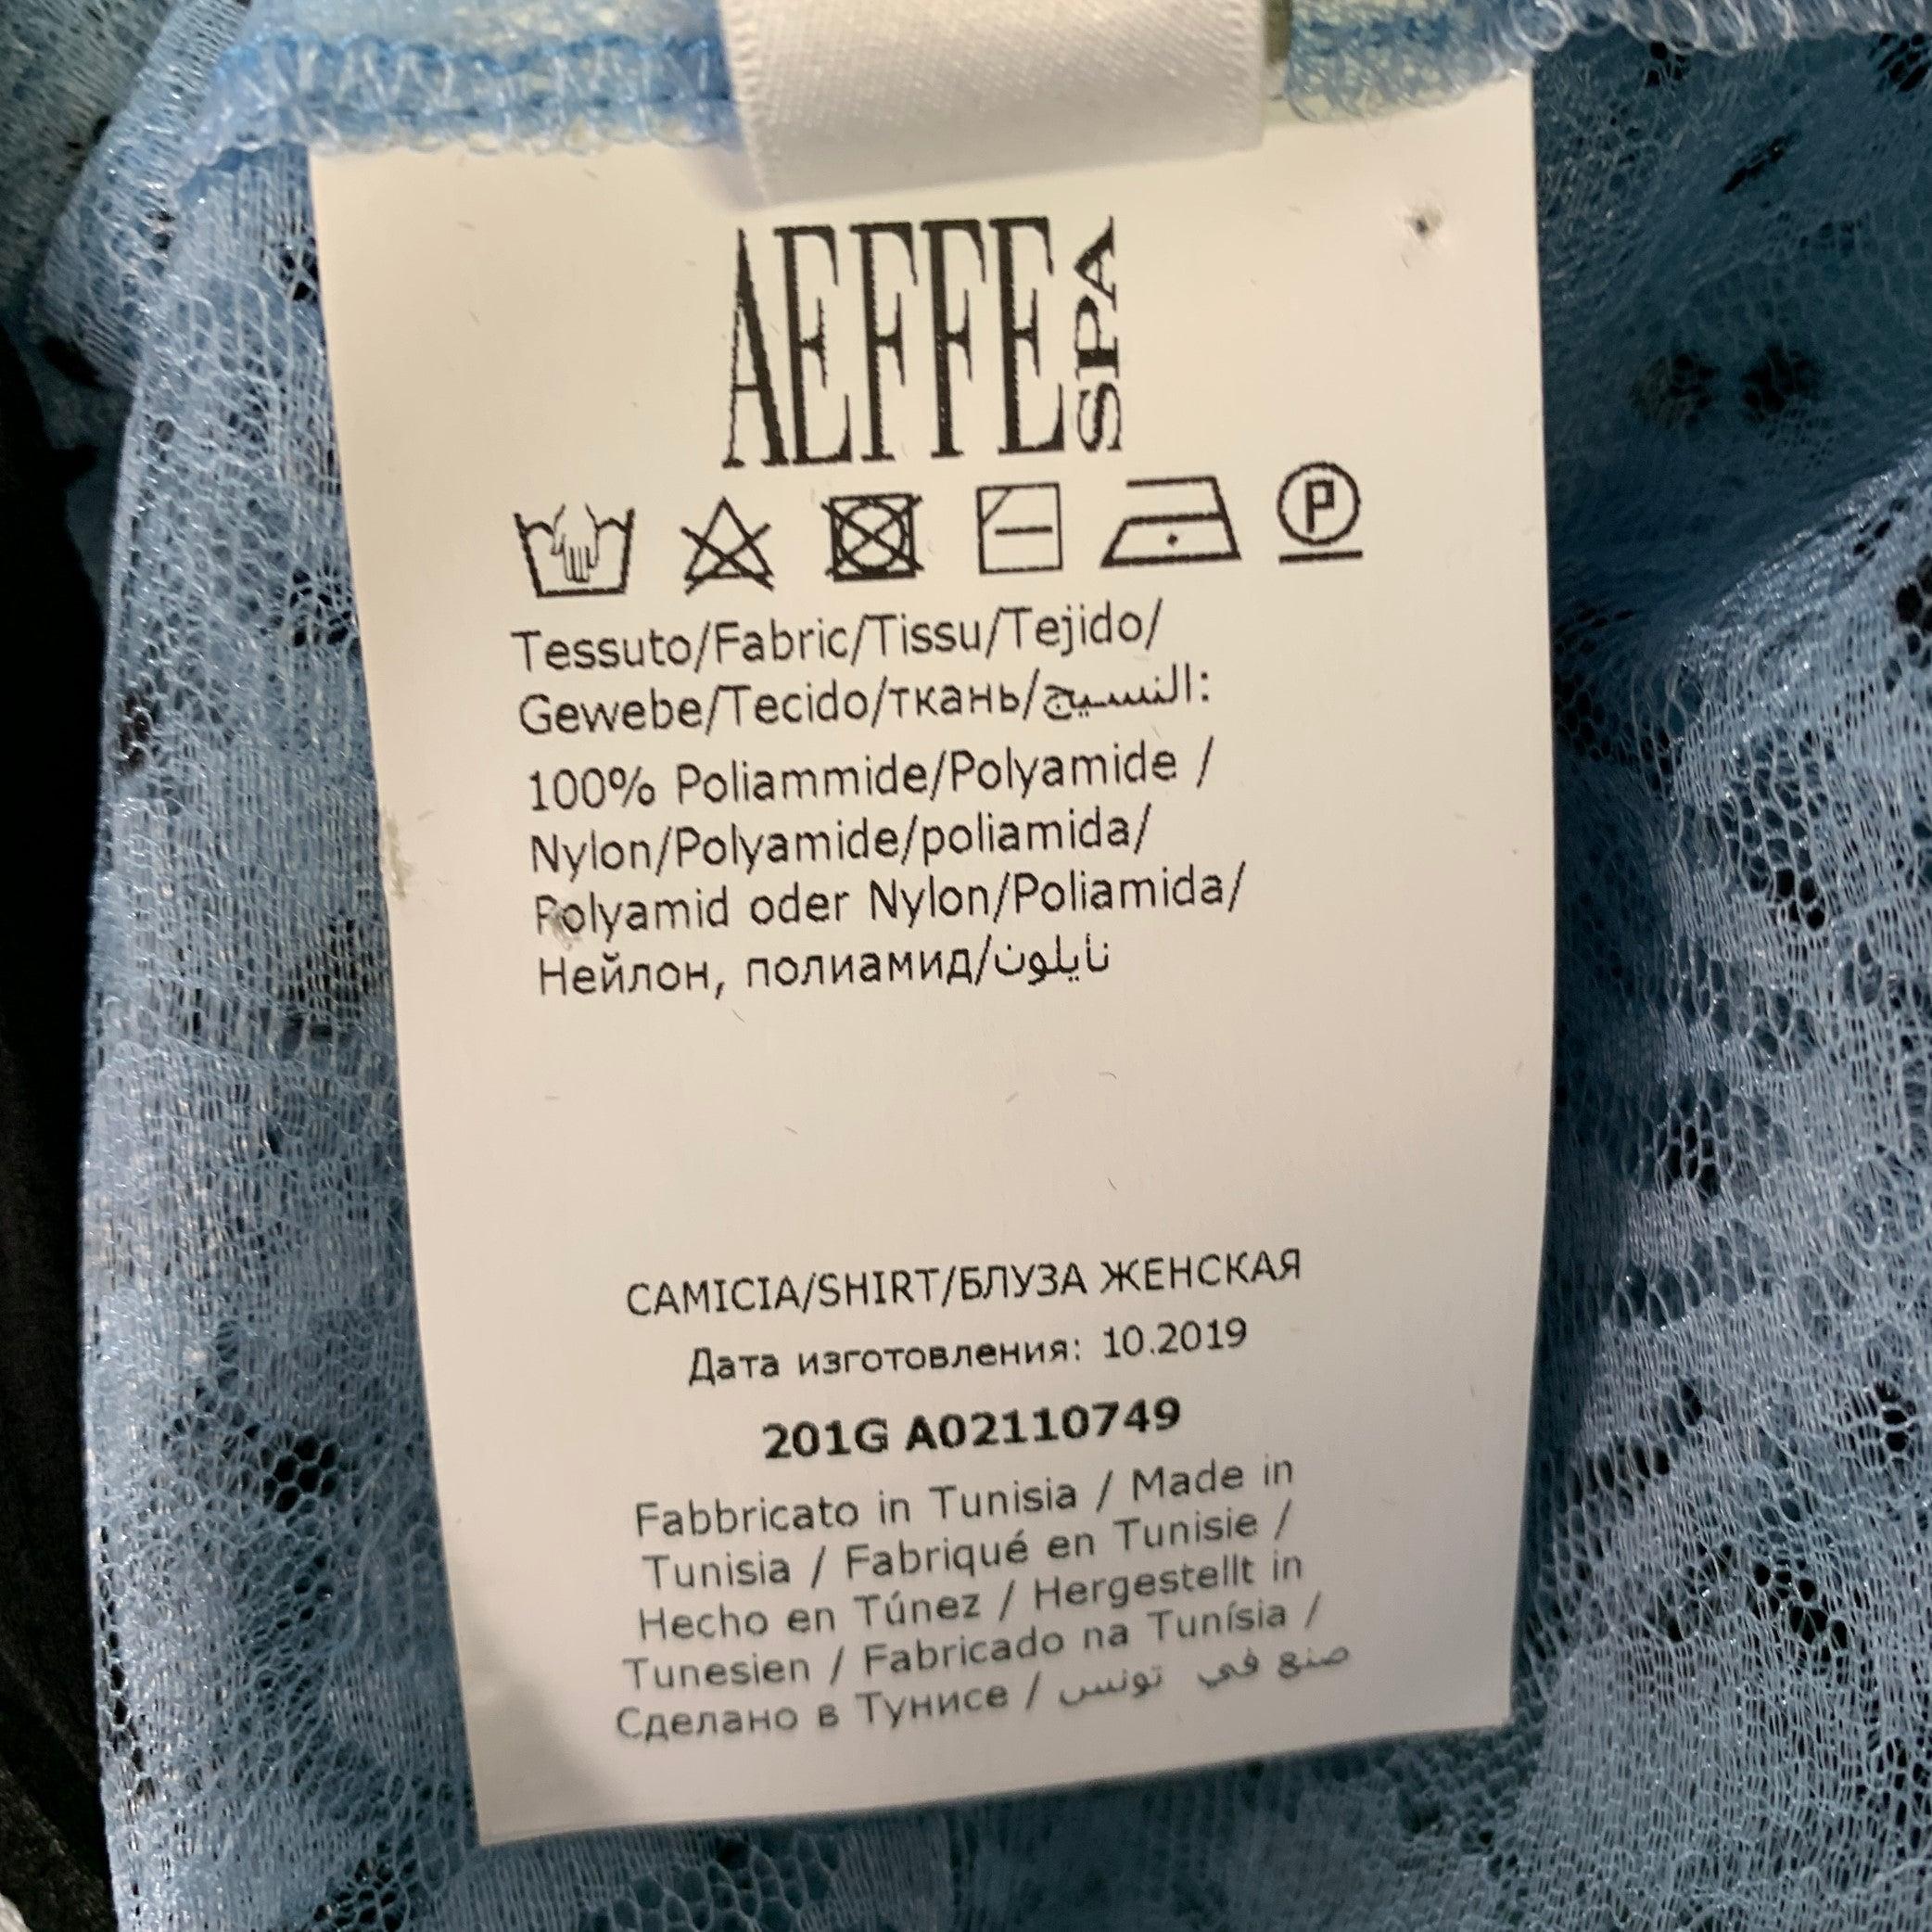 AEFFE SPA
P
Tessuto/Fabric/Tissu/Tejido/
Gewebe/Tecido/ткань/النسيج:
100% Poliammide/Polyamide /
Nylon/Polyamide/poliamida/
Polyamid oder Nylon/Poliamida/
Нейлон, полиамид/نايلون
CAMICIA/SHIRT/БЛУЗА ЖЕНСКАЯ
Дата изготовления: 10.2019
201G A02110749
Fabbricato in Tunisia / Made in
Tunisia / Fabriqué en Tunisie /
Hecho en Túnez / Hergestellt in
Tunesien / Fabricado na Tunísia /
Сделано в Тунисе / صنع في تونس